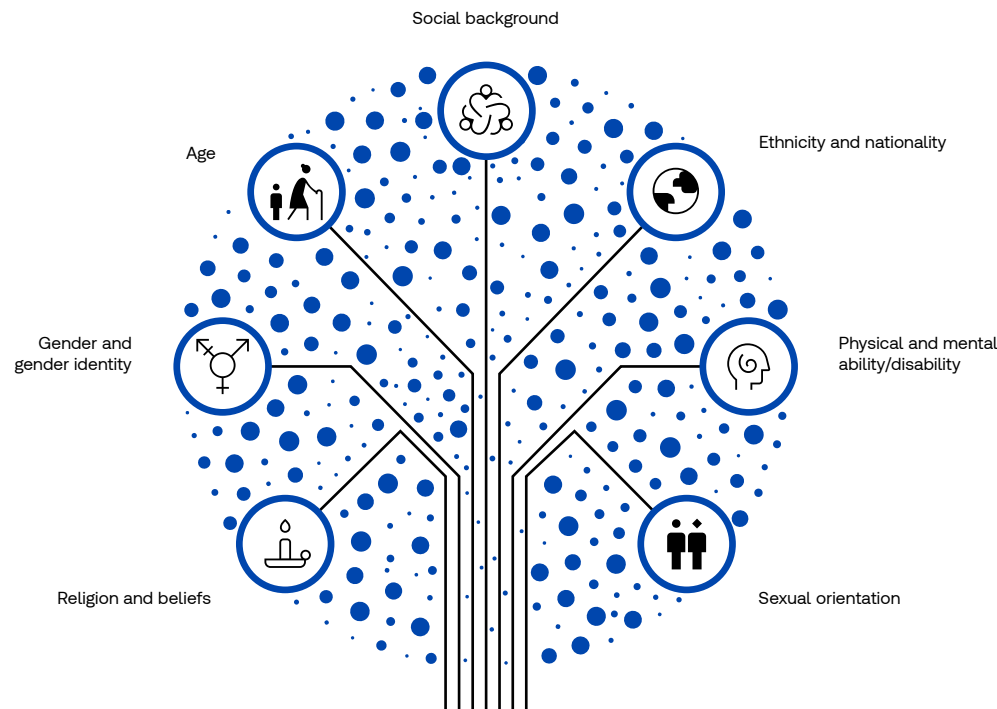 Social background
Age
Ethnicity and nationality
Gender and
gender identity
Physical and mental
ability/disability
Religion and beliefs
Sexual orientation